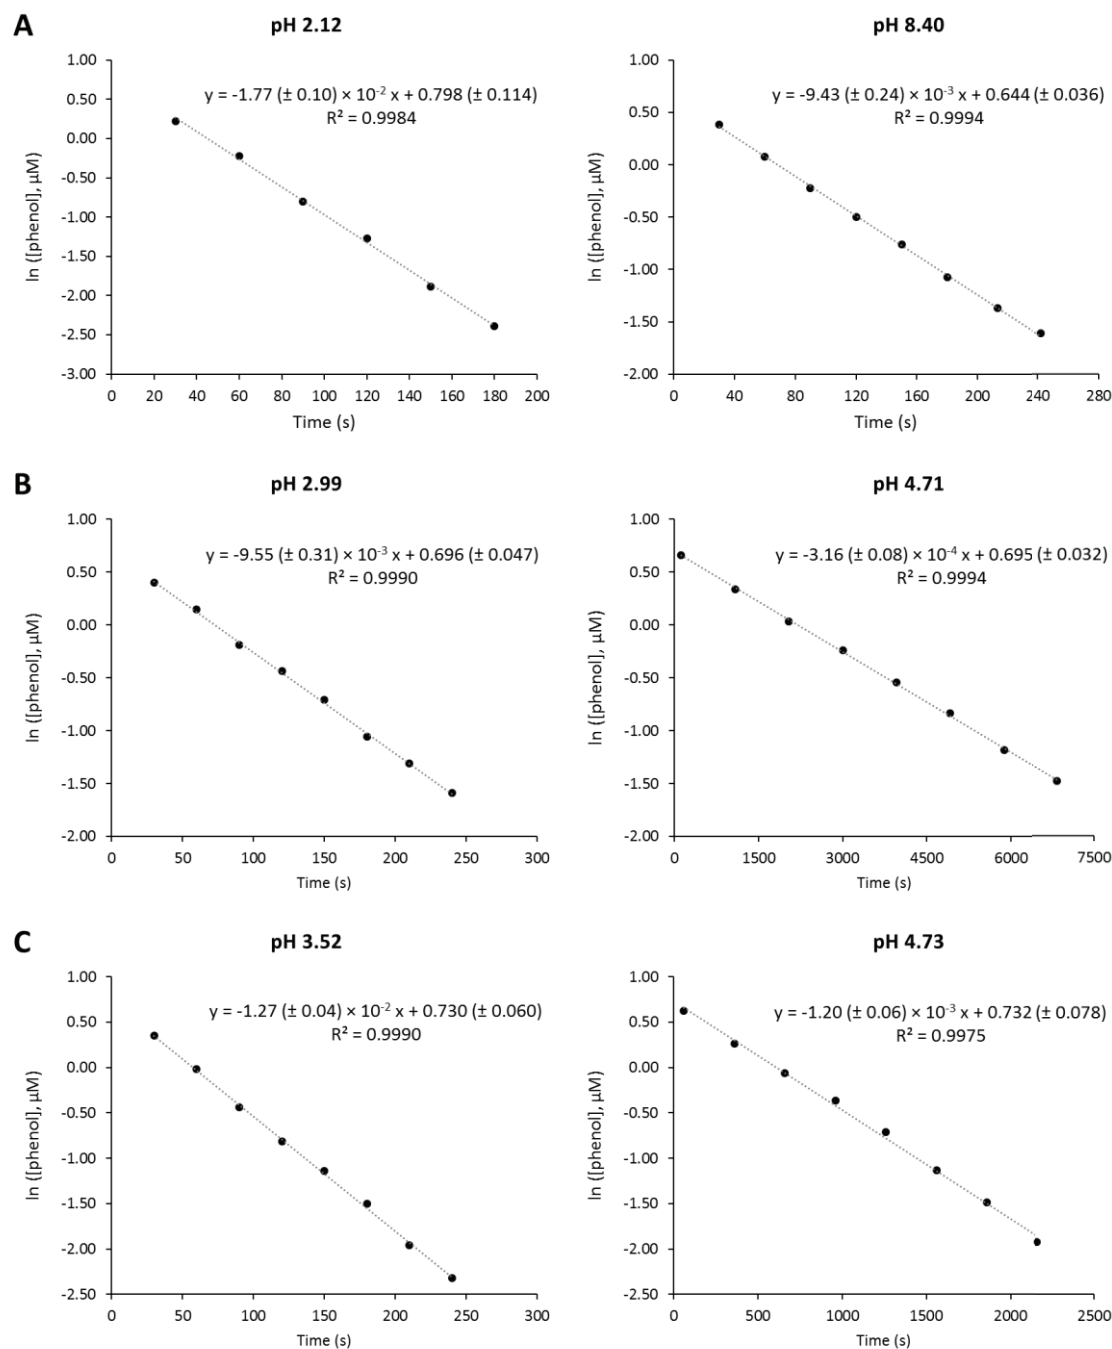 A
pH 2.12
y = -1.77 (± 0.10) × 10⁻² x + 0.798 (± 0.114)
R² = 0.9984
ln ([phenol], µM)
1.00
0.50
0.00
-0.50
-1.00
-1.50
-2.00
-2.50
-3.00
0 20 40 60 80 100 120 140 160 180 200
Time (s)
pH 8.40
y = -9.43 (± 0.24) × 10⁻³ x + 0.644 (± 0.036)
R² = 0.9994
ln ([phenol], µM)
1.00
0.50
0.00
-0.50
-1.00
-1.50
-2.00
0 40 80 120 160 200 240 280
Time (s)
B
pH 2.99
y = -9.55 (± 0.31) × 10⁻³ x + 0.696 (± 0.047)
R² = 0.9990
ln ([phenol], µM)
1.00
0.50
0.00
-0.50
-1.00
-1.50
-2.00
0 50 100 150 200 250 300
Time (s)
pH 4.71
y = -3.16 (± 0.08) × 10⁻⁴ x + 0.695 (± 0.032)
R² = 0.9994
ln ([phenol], µM)
1.00
0.50
0.00
-0.50
-1.00
-1.50
-2.00
0 1500 3000 4500 6000 7500
Time (s)
C
pH 3.52
y = -1.27 (± 0.04) × 10⁻² x + 0.730 (± 0.060)
R² = 0.9990
ln ([phenol], µM)
1.00
0.50
0.00
-0.50
-1.00
-1.50
-2.00
-2.50
0 50 100 150 200 250 300
Time (s)
pH 4.73
y = -1.20 (± 0.06) × 10⁻³ x + 0.732 (± 0.078)
R² = 0.9975
ln ([phenol], µM)
1.00
0.50
0.00
-0.50
-1.00
-1.50
-2.00
-2.50
0 500 1000 1500 2000 2500
Time (s)